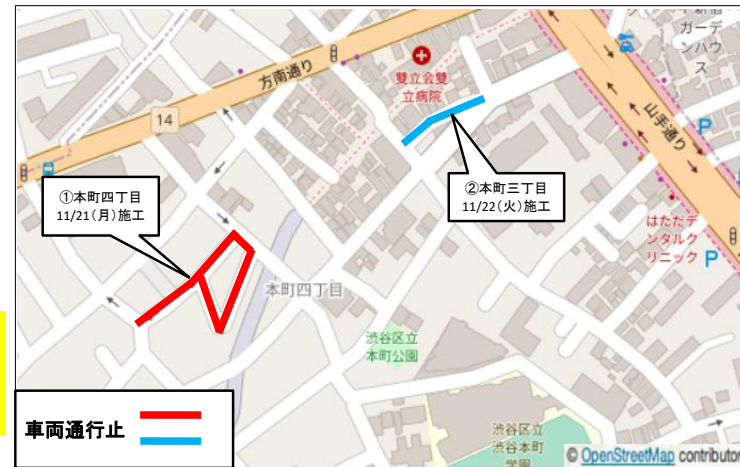 新宿
ガーデ
ンハウ
ス
方南通り
雙立会雙
立病院
山手通り
14
P
①本町四丁目
11/21(月)施工
②本町三丁目
11/22(火)施工
はただデ
ンタルク
リニック
P
本町四丁目
渋谷区立
本町公園
車両通行止
渋谷区立
渋谷本町
学園
© OpenStreetMap contributor